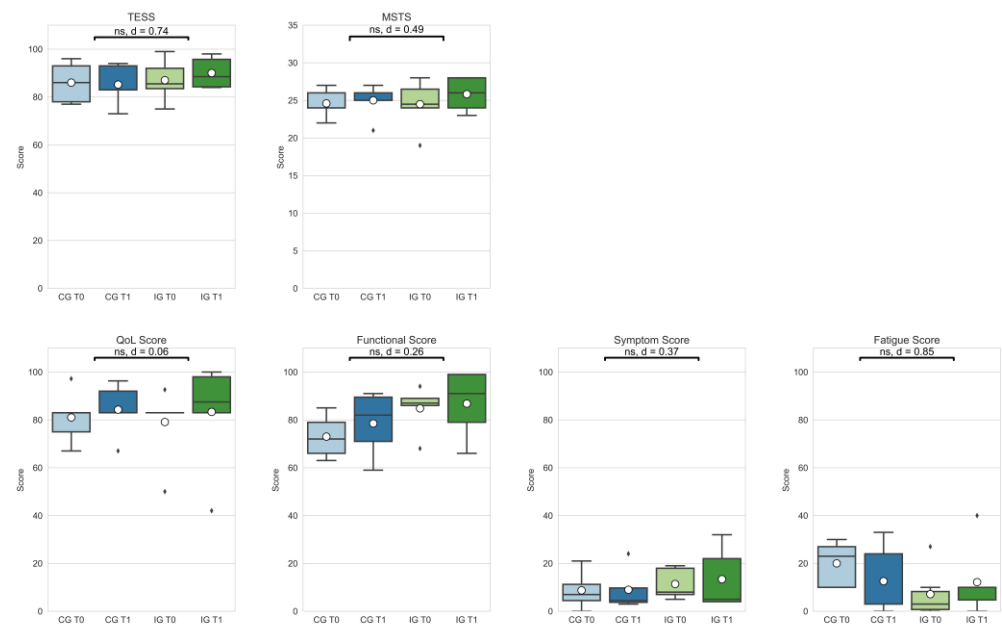 TESS
ns, d = 0.74
100
80
60
40
20
0
Score
CG T0 CG T1 IG T0 IG T1
MSTS
ns, d = 0.49
35
30
25
20
15
10
5
0
Score
CG T0 CG T1 IG T0 IG T1
QoL Score
ns, d = 0.06
100
80
60
40
20
0
Score
CG T0 CG T1 IG T0 IG T1
Functional Score
ns, d = 0.26
100
80
60
40
20
0
Score
CG T0 CG T1 IG T0 IG T1
Symptom Score
ns, d = 0.37
100
80
60
40
20
0
Score
CG T0 CG T1 IG T0 IG T1
Fatigue Score
ns, d = 0.85
100
80
60
40
20
0
Score
CG T0 CG T1 IG T0 IG T1